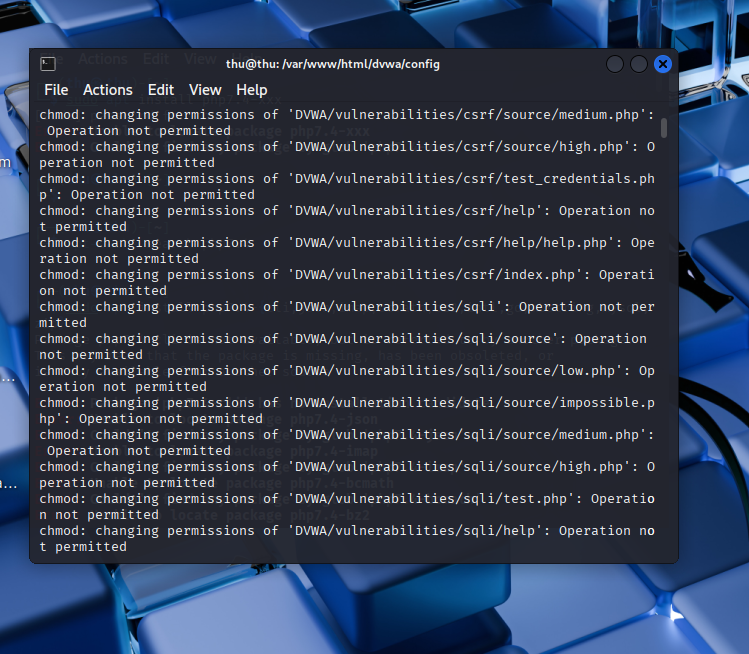 thu@thu: /var/www/html/dvwa/config
File Actions Edit View Help
chmod: changing permissions of 'DVWA/vulnerabilities/csrf/source/medium.php':
 Operation not permitted
chmod: changing permissions of 'DVWA/vulnerabilities/csrf/source/high.php': O
peration not permitted
chmod: changing permissions of 'DVWA/vulnerabilities/csrf/test_credentials.ph
p': Operation not permitted
chmod: changing permissions of 'DVWA/vulnerabilities/csrf/help': Operation no
t permitted
chmod: changing permissions of 'DVWA/vulnerabilities/csrf/help/help.php': Ope
ration not permitted
chmod: changing permissions of 'DVWA/vulnerabilities/csrf/index.php': Operati
on not permitted
chmod: changing permissions of 'DVWA/vulnerabilities/sqli': Operation not per
mitted
chmod: changing permissions of 'DVWA/vulnerabilities/sqli/source': Operation
not permitted
chmod: changing permissions of 'DVWA/vulnerabilities/sqli/source/low.php': Op
eration not permitted
chmod: changing permissions of 'DVWA/vulnerabilities/sqli/source/impossible.p
hp': Operation not permitted
chmod: changing permissions of 'DVWA/vulnerabilities/sqli/source/medium.php':
 Operation not permitted
chmod: changing permissions of 'DVWA/vulnerabilities/sqli/source/high.php': O
peration not permitted
chmod: changing permissions of 'DVWA/vulnerabilities/sqli/test.php': Operatio
n not permitted
chmod: changing permissions of 'DVWA/vulnerabilities/sqli/help': Operation no
t permitted